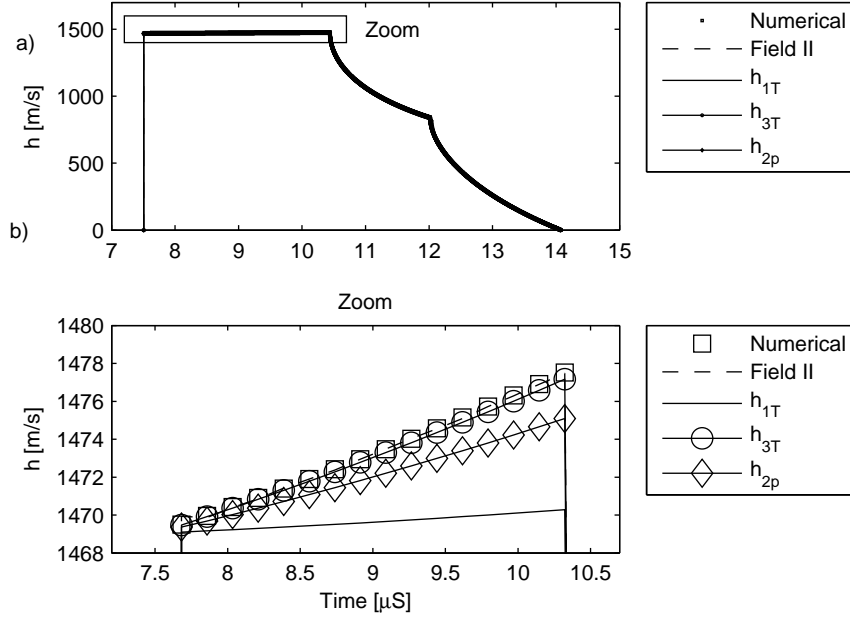 a)
h [m/s]
1500
1000
500
0
Zoom
7 8 9 10 11 12 13 14 15
Numerical
Field II
h1T
h3T
h2p
b)
Zoom
h [m/s]
1480
1478
1476
1474
1472
1470
1468
7.5 8 8.5 9 9.5 10 10.5
Time [μS]
Numerical
Field II
h1T
h3T
h2p